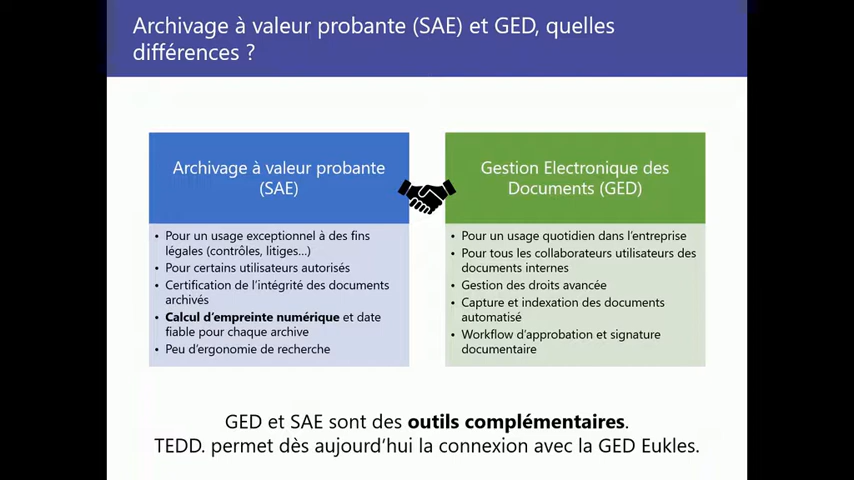 Archivage à valeur probante (SAE) et GED, quelles
différences ?
Archivage à valeur probante
(SAE)
• Pour un usage exceptionnel à des fins
légales (contrôles, litiges...)
• Pour certains utilisateurs autorisés
• Certification de l'intégrité des documents
archivés
• Calcul d'empreinte numérique et date
fiable pour chaque archive
• Peu d'ergonomie de recherche
Gestion Electronique des
Documents (GED)
• Pour un usage quotidien dans l'entreprise
• Pour tous les collaborateurs utilisateurs des
documents internes
• Gestion des droits avancée
• Capture et indexation des documents
automatisé
• Workflow d'approbation et signature
documentaire
GED et SAE sont des outils complémentaires.
TEDD. permet dès aujourd'hui la connexion avec la GED Eukles.